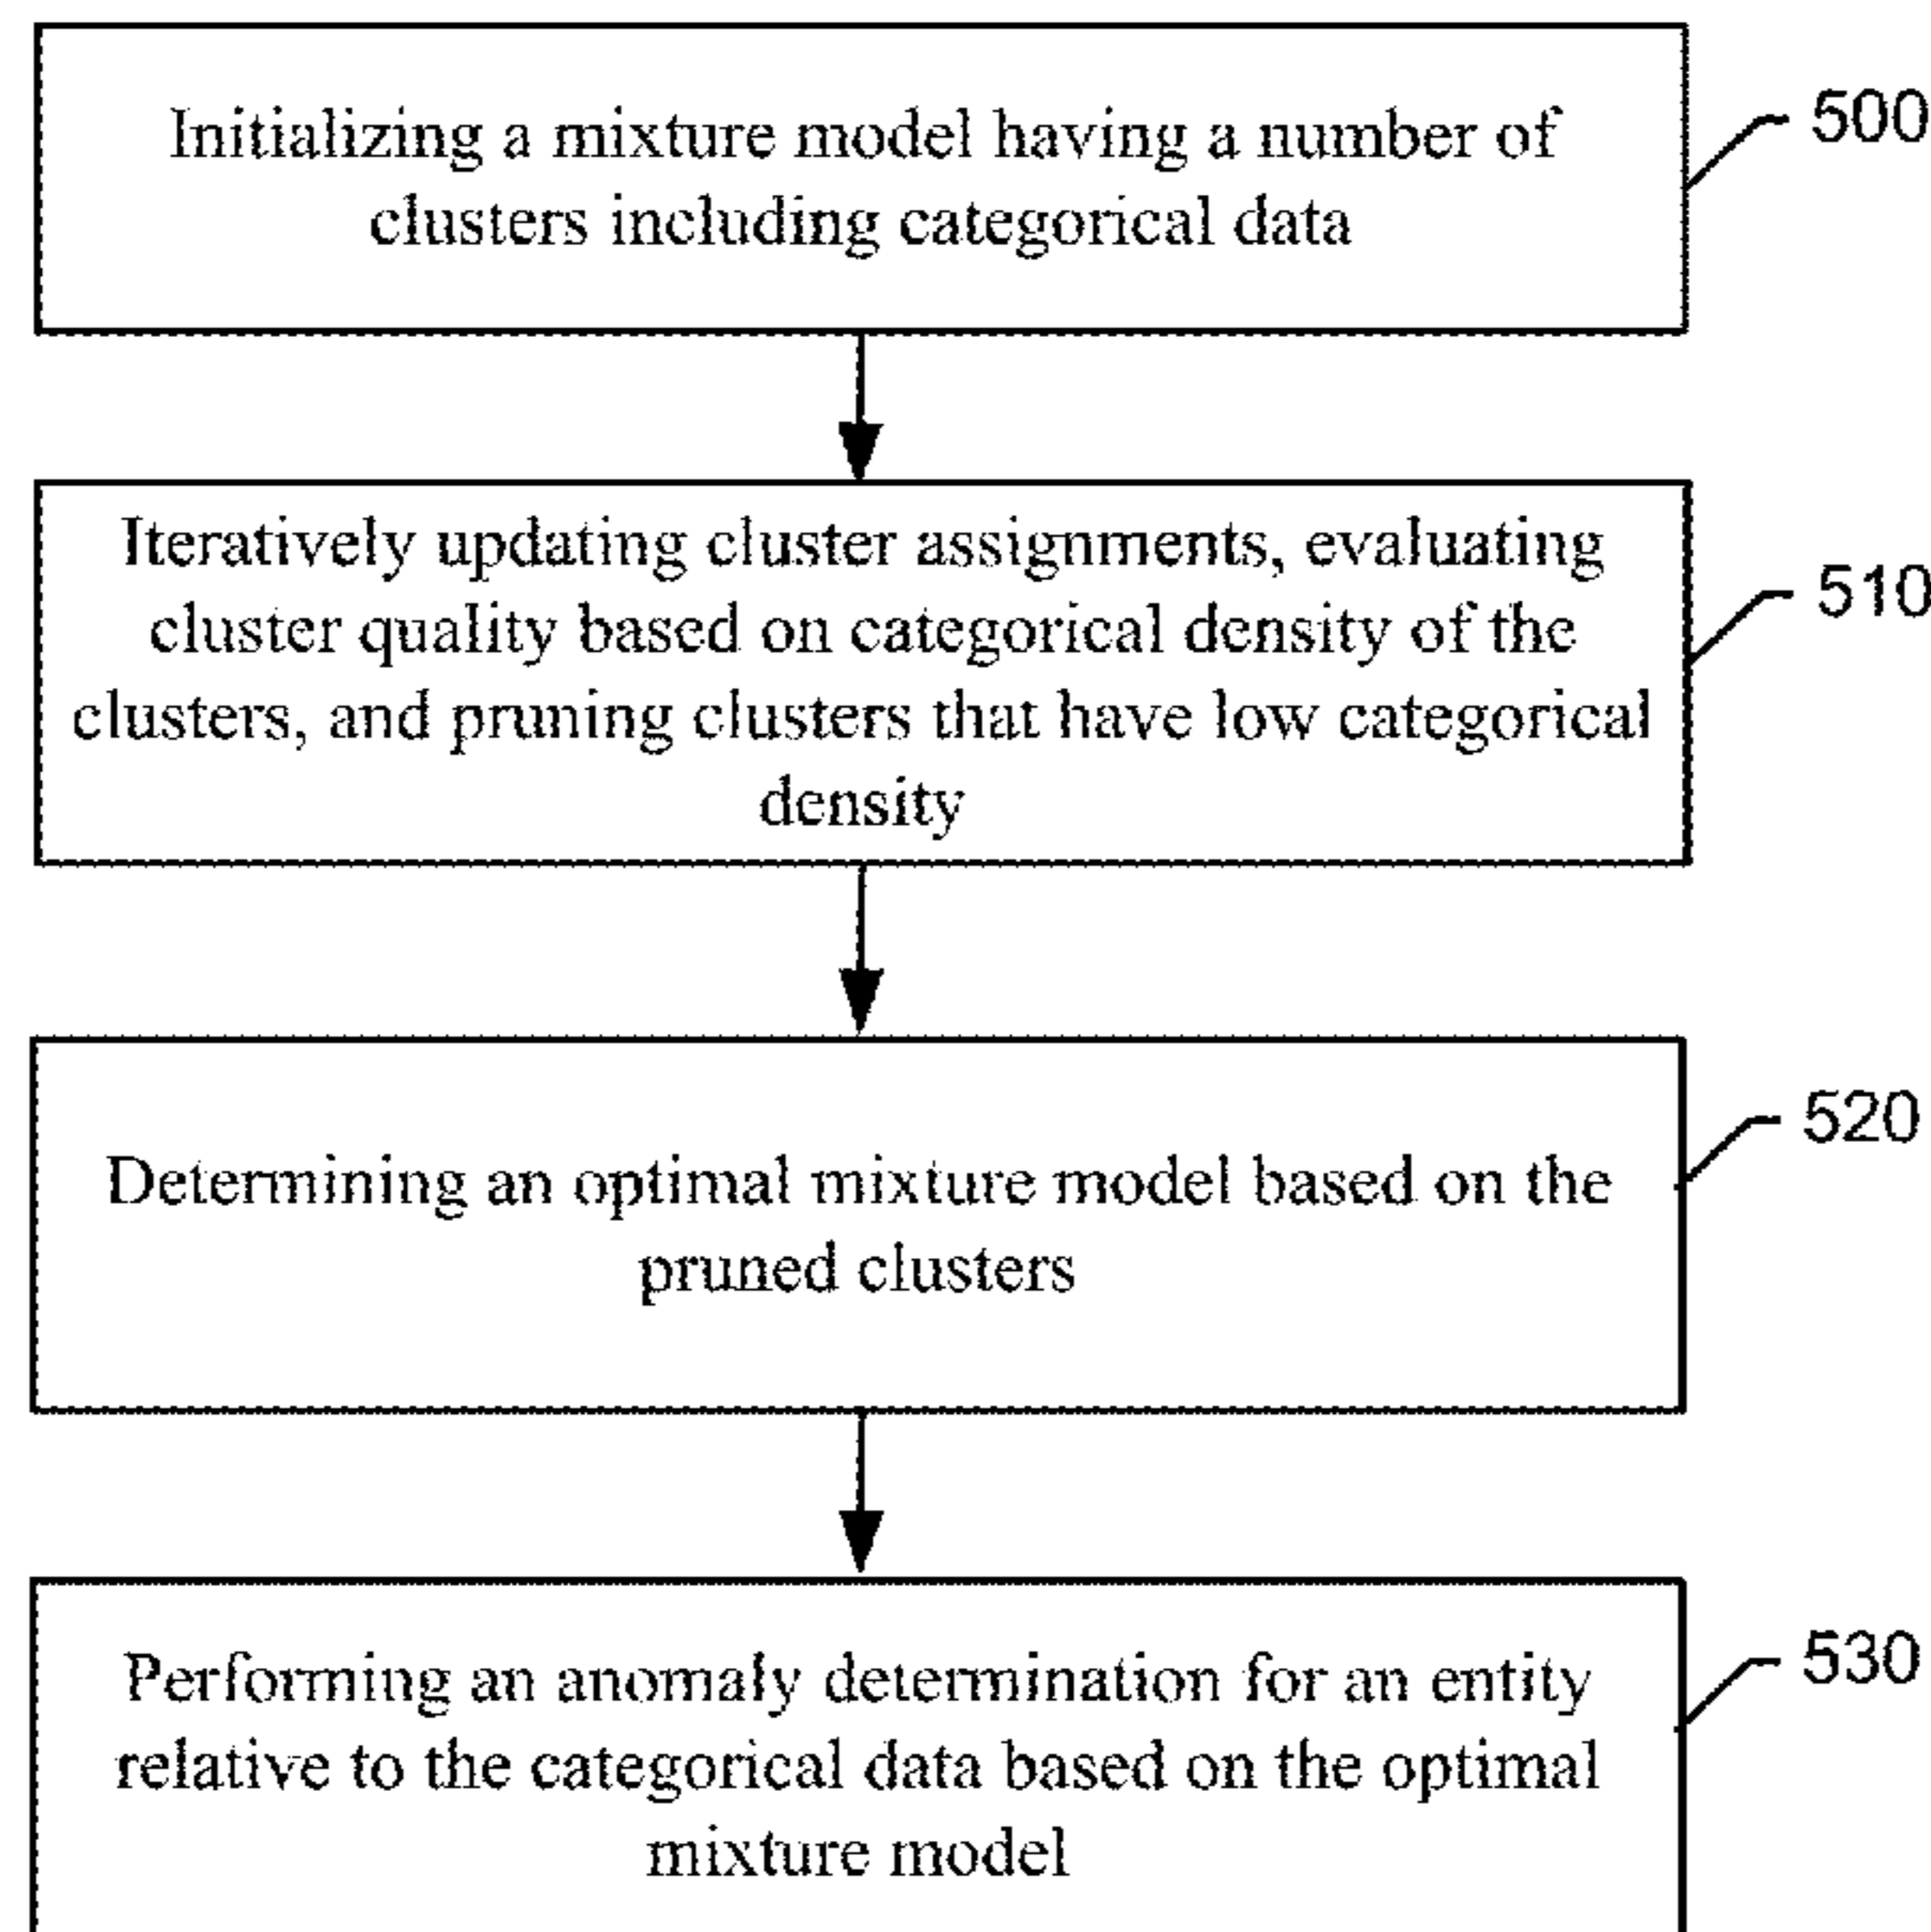 Initializing a mixture model having a number of
clusters including categorical data
500
Iteratively updating cluster assignments, evaluating
cluster quality based on categorical density of the
clusters, and pruning clusters that have low categorical
density
510
Determining an optimal mixture model based on the
pruned clusters
520
Performing an anomaly determination for an entity
relative to the categorical data based on the optimal
mixture model
530